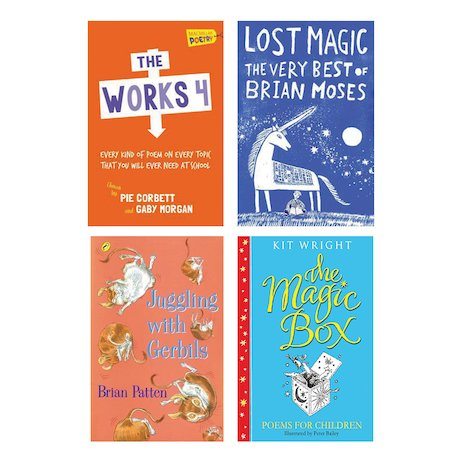 MACMILLAN
POETRY
THE
WORKS 4
EVERY KIND OF POEM ON EVERY TOPIC
THAT YOU WILL EVER NEED AT SCHOOL
Chosen by
PIE CORBETT
and GABY MORGAN
LOST MAGIC
THE VERY BEST OF
BRIAN MOSES
Juggling
with
Gerbils
Brian Patten
KIT WRIGHT
the
Magic
Box
POEMS FOR CHILDREN
Illustrated by Peter Bailey